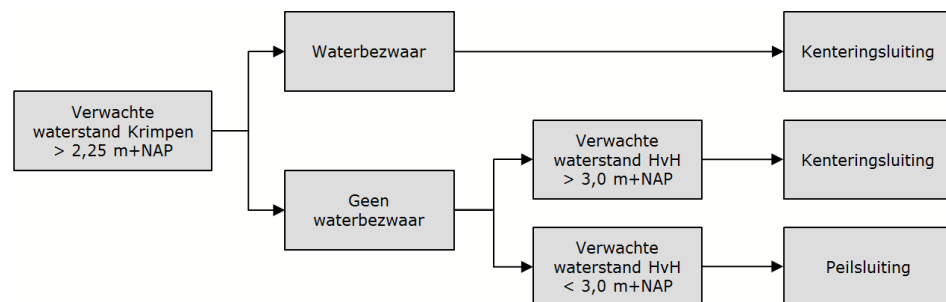 Waterbezwaar
Kenteringsluiting
Verwachte
waterstand Krimpen
> 2,25 m+NAP
Verwachte
waterstand HvH
> 3,0 m+NAP
Kenteringsluiting
Geen
waterbezwaar
Verwachte
waterstand HvH
< 3,0 m+NAP
Peilsluiting